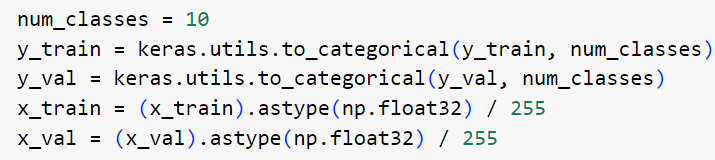 num_classes = 10
y_train = keras.utils.to_categorical(y_train, num_classes)
y_val = keras.utils.to_categorical(y_val, num_classes)
x_train = (x_train).astype(np.float32) / 255
x_val = (x_val).astype(np.float32) / 255